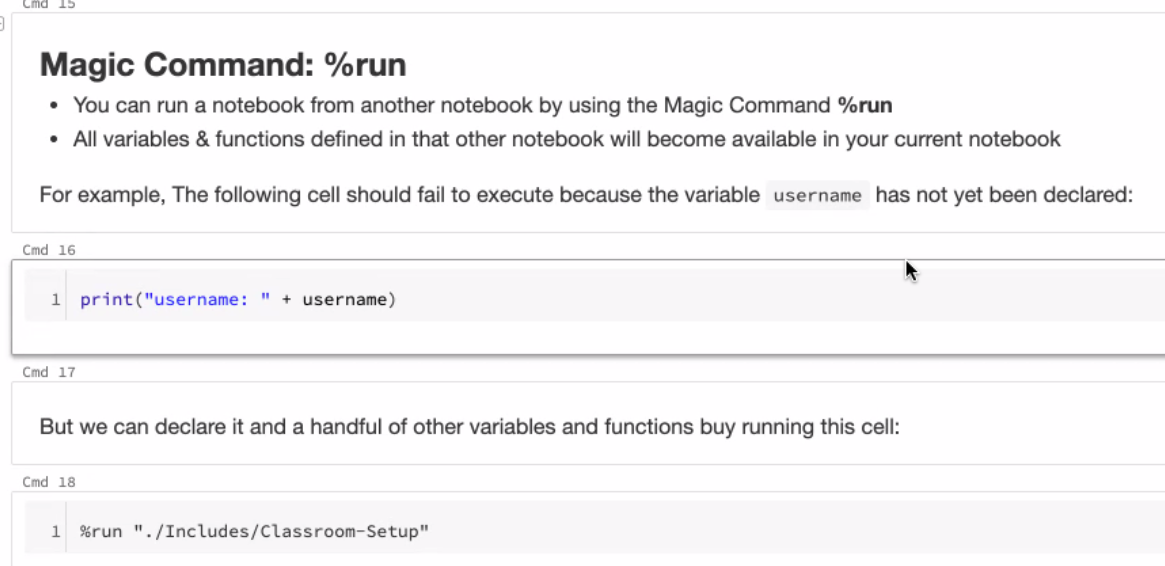 Cmd 15
Magic Command: %run
• You can run a notebook from another notebook by using the Magic Command %run
• All variables & functions defined in that other notebook will become available in your current notebook
For example, The following cell should fail to execute because the variable username has not yet been declared:
Cmd 16
1 print("username: " + username)
Cmd 17
But we can declare it and a handful of other variables and functions buy running this cell:
Cmd 18
1 %run "./Includes/Classroom-Setup"